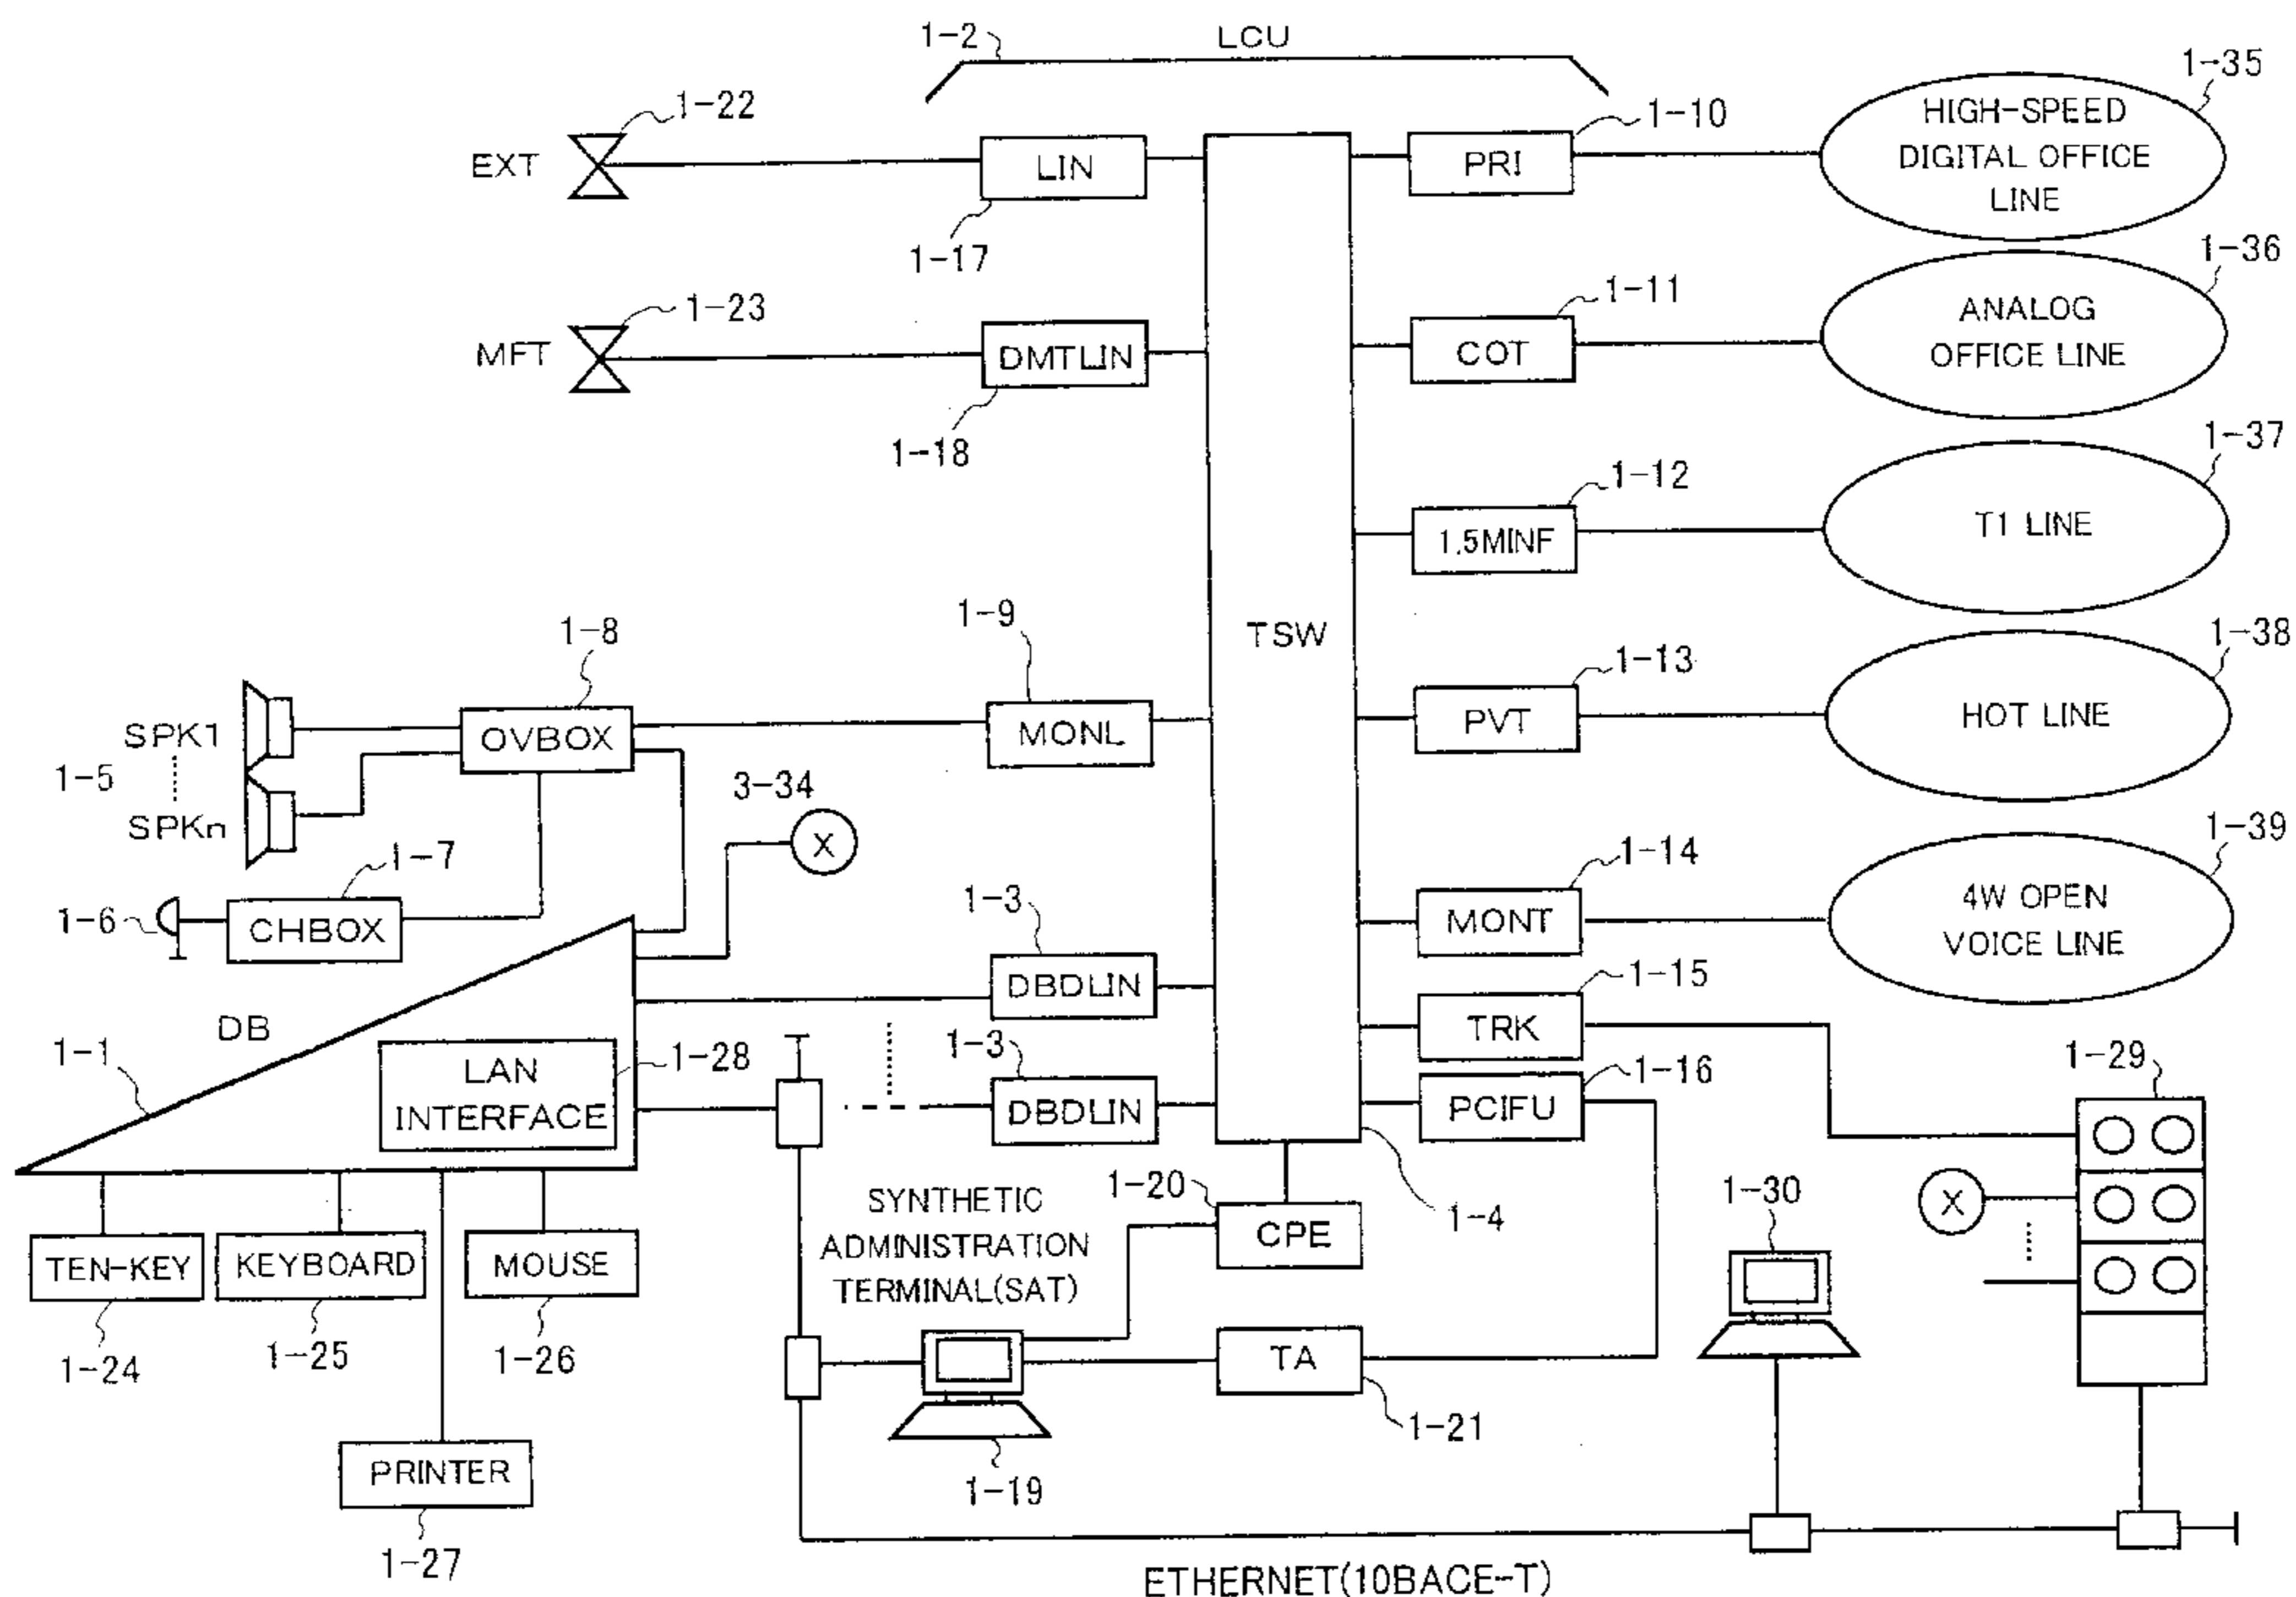 1-2
LCU
1-35
HIGH-SPEED
DIGITAL OFFICE
LINE
1-22
EXT
LIN
1-17
PRI
1-10
1-36
ANALOG
OFFICE LINE
1-23
MFT
DMTLIN
1-18
COT
1-11
1-37
T1 LINE
1-12
1.5MINF
TSW
1-9
MONL
1-8
OVBOX
SPK1
1-5
SPKn
1-13
PVT
1-38
HOT LINE
3-34
X
1-7
CHBOX
1-6
1-14
MONT
1-39
4W OPEN
VOICE LINE
1-3
DBDLIN
1-15
TRK
DB
1-1
LAN
INTERFACE
1-28
1-3
DBDLIN
1-16
PCIFU
1-29
X
1-4
1-20
CPE
SYNTHETIC
ADMINISTRATION
TERMINAL(SAT)
1-30
TEN-KEY
1-24
KEYBOARD
1-25
MOUSE
1-26
TA
1-21
1-19
PRINTER
1-27
ETHERNET(10BACE-T)